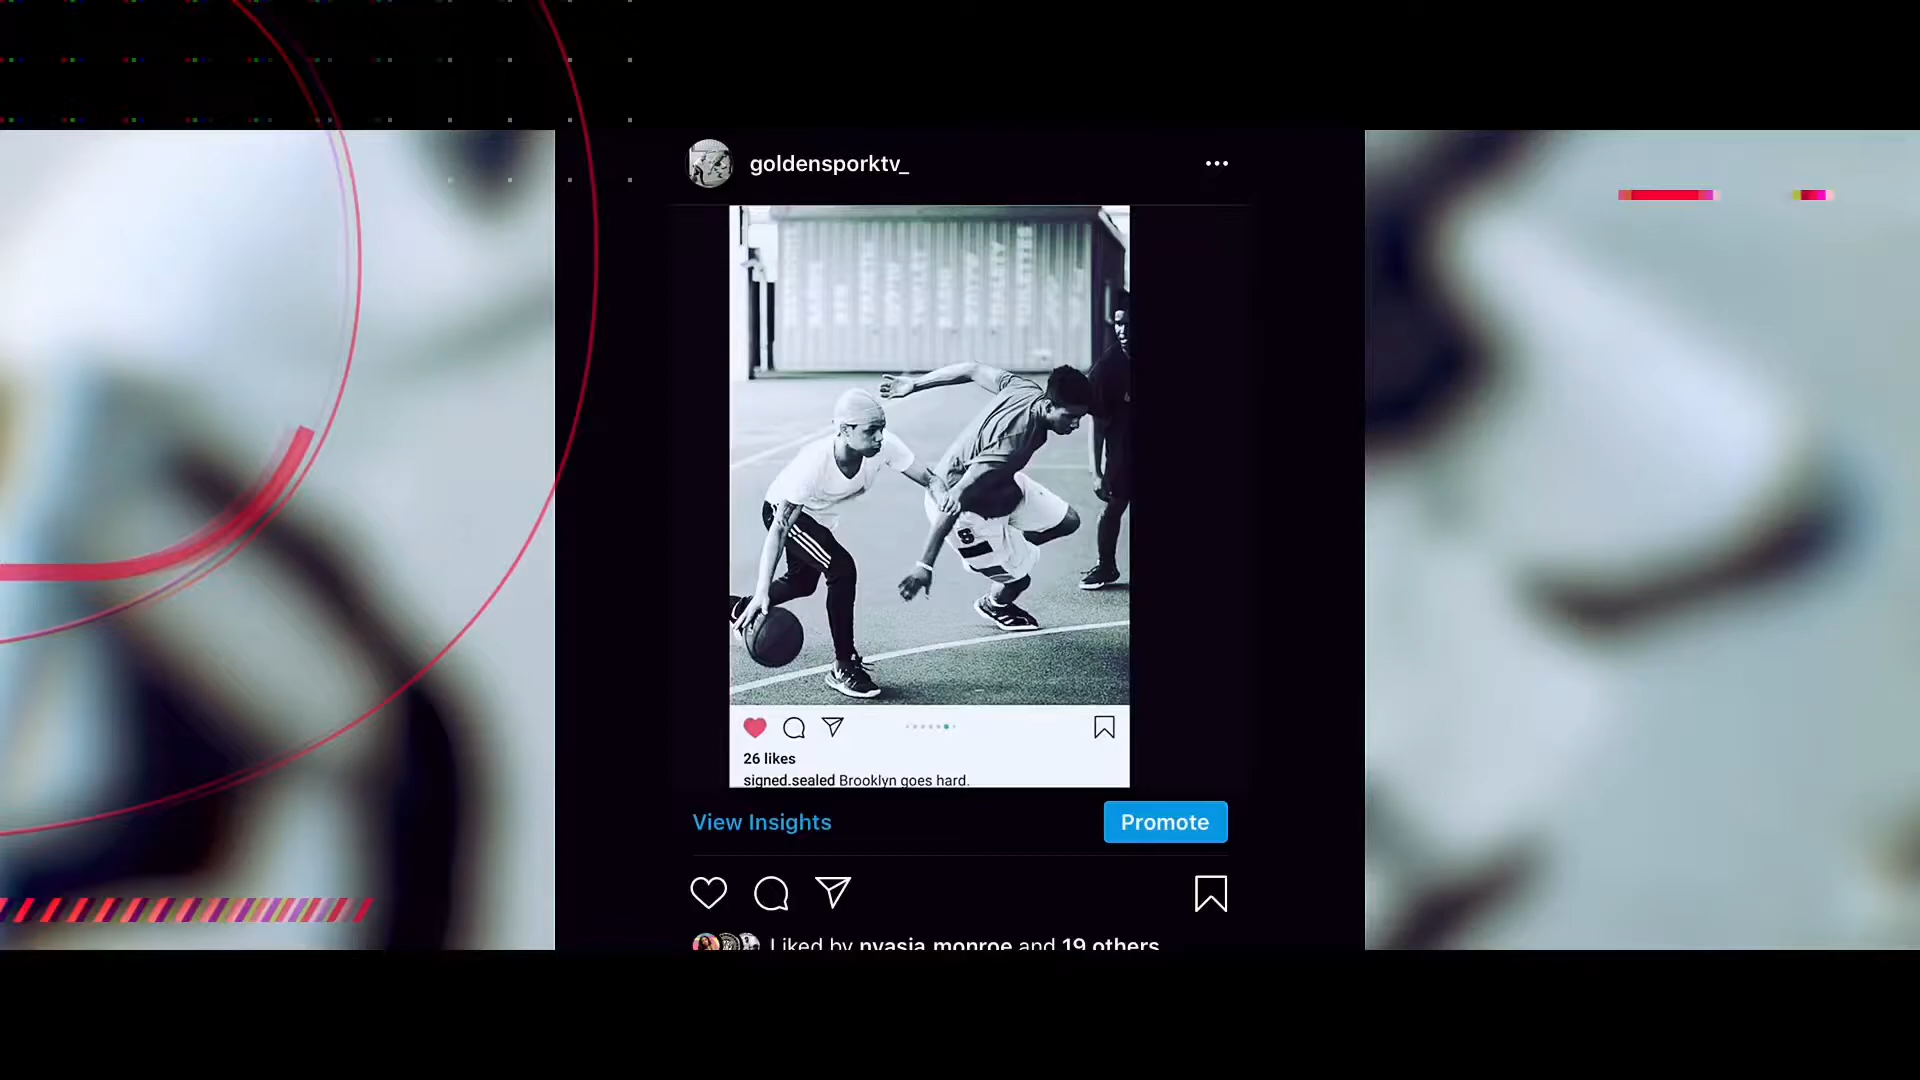 goldensporktv_
26 likes
signed.sealed Brooklyn goes hard.
View Insights
Promote
Liked by nyasia.monroe and 19 others